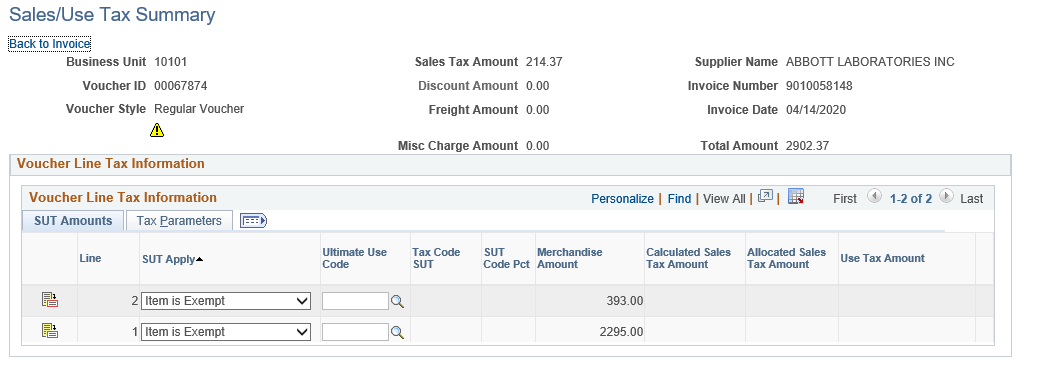 Sales/Use Tax Summary
Back to Invoice
Business Unit 10101 Sales Tax Amount 214.37 Supplier Name ABBOTT LABORATORIES INC
Voucher ID 00067874 Discount Amount 0.00 Invoice Number 9010058148
Voucher Style Regular Voucher Freight Amount 0.00 Invoice Date 04/14/2020
Misc Charge Amount 0.00 Total Amount 2902.37
Voucher Line Tax Information
Voucher Line Tax Information Personalize | Find | View All | | First 1-2 of 2 Last
SUT Amounts Tax Parameters
Line SUT Apply Ultimate Use Code Tax Code SUT SUT Code Pct Merchandise Amount Calculated Sales Tax Amount Allocated Sales Tax Amount Use Tax Amount
2 Item is Exempt 393.00
1 Item is Exempt 2295.00